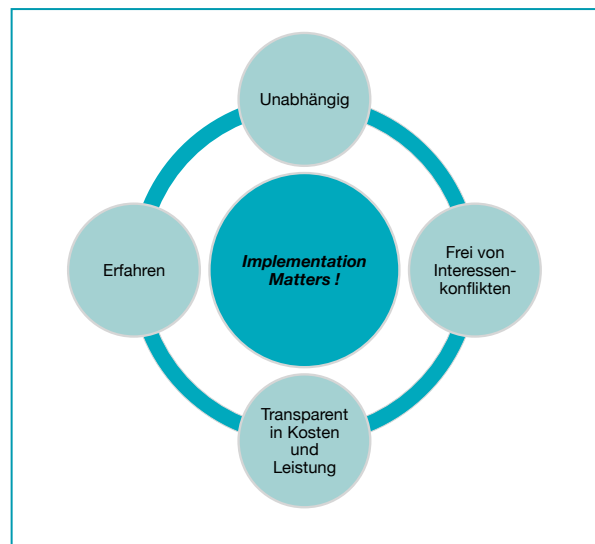 Unabhängig
Erfahren
Implementation
Matters !
Frei von
Interessen-
konflikten
Transparent
in Kosten
und
Leistung